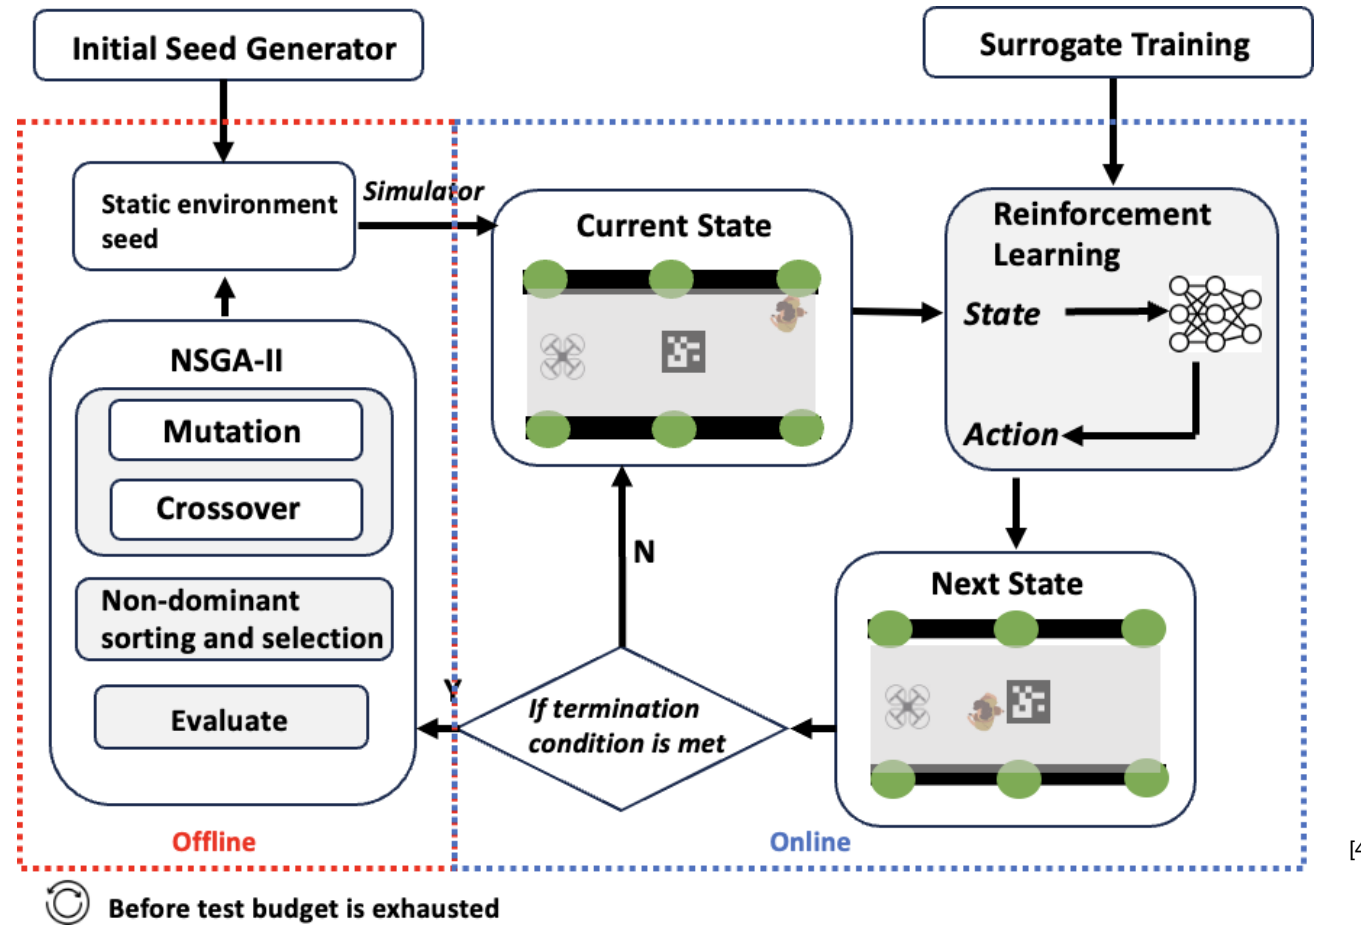 Initial Seed Generator
Surrogate Training
Static environment
seed
Simulator
Current State
Reinforcement
Learning
State
Action
NSGA-II
Mutation
Crossover
Non-dominant
sorting and selection
Evaluate
N
Y
If termination
condition is met
Next State
Offline
Online
[4
Before test budget is exhausted